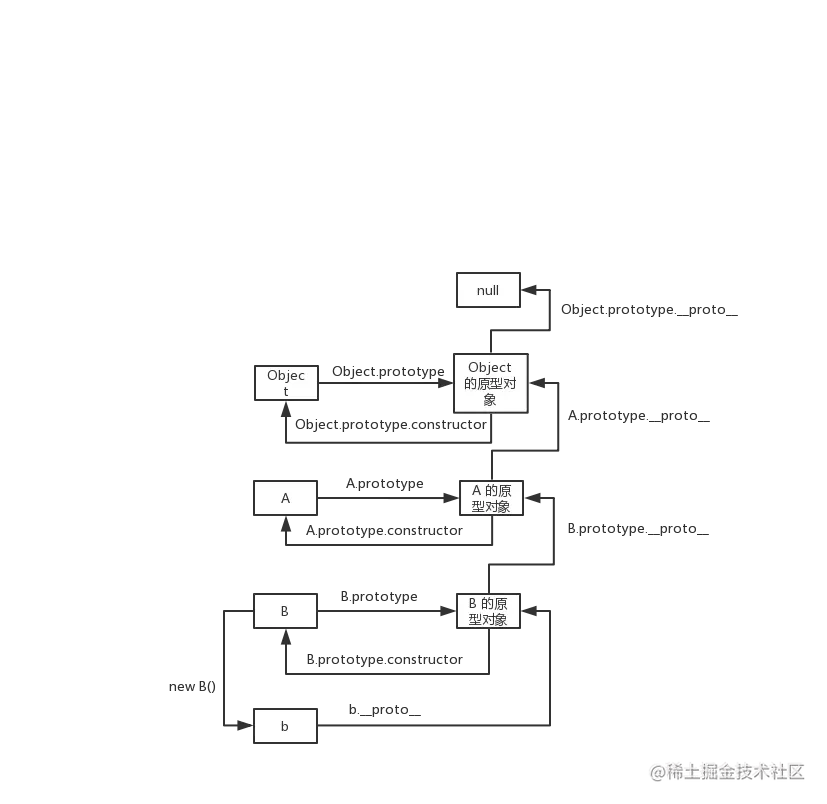 null
Object.prototype.__proto__
Objec
t
Object.prototype
Object
的原型对
象
Object.prototype.constructor
A.prototype.__proto__
A
A.prototype
A 的原
型对象
A.prototype.constructor
B.prototype.__proto__
B
B.prototype
B 的原
型对象
B.prototype.constructor
new B()
b
b.__proto__
@稀土掘金技术社区